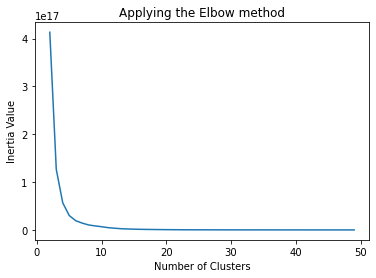 Applying the Elbow method
1e17
4
3
2
1
0
Inertia Value
0 10 20 30 40 50
Number of Clusters